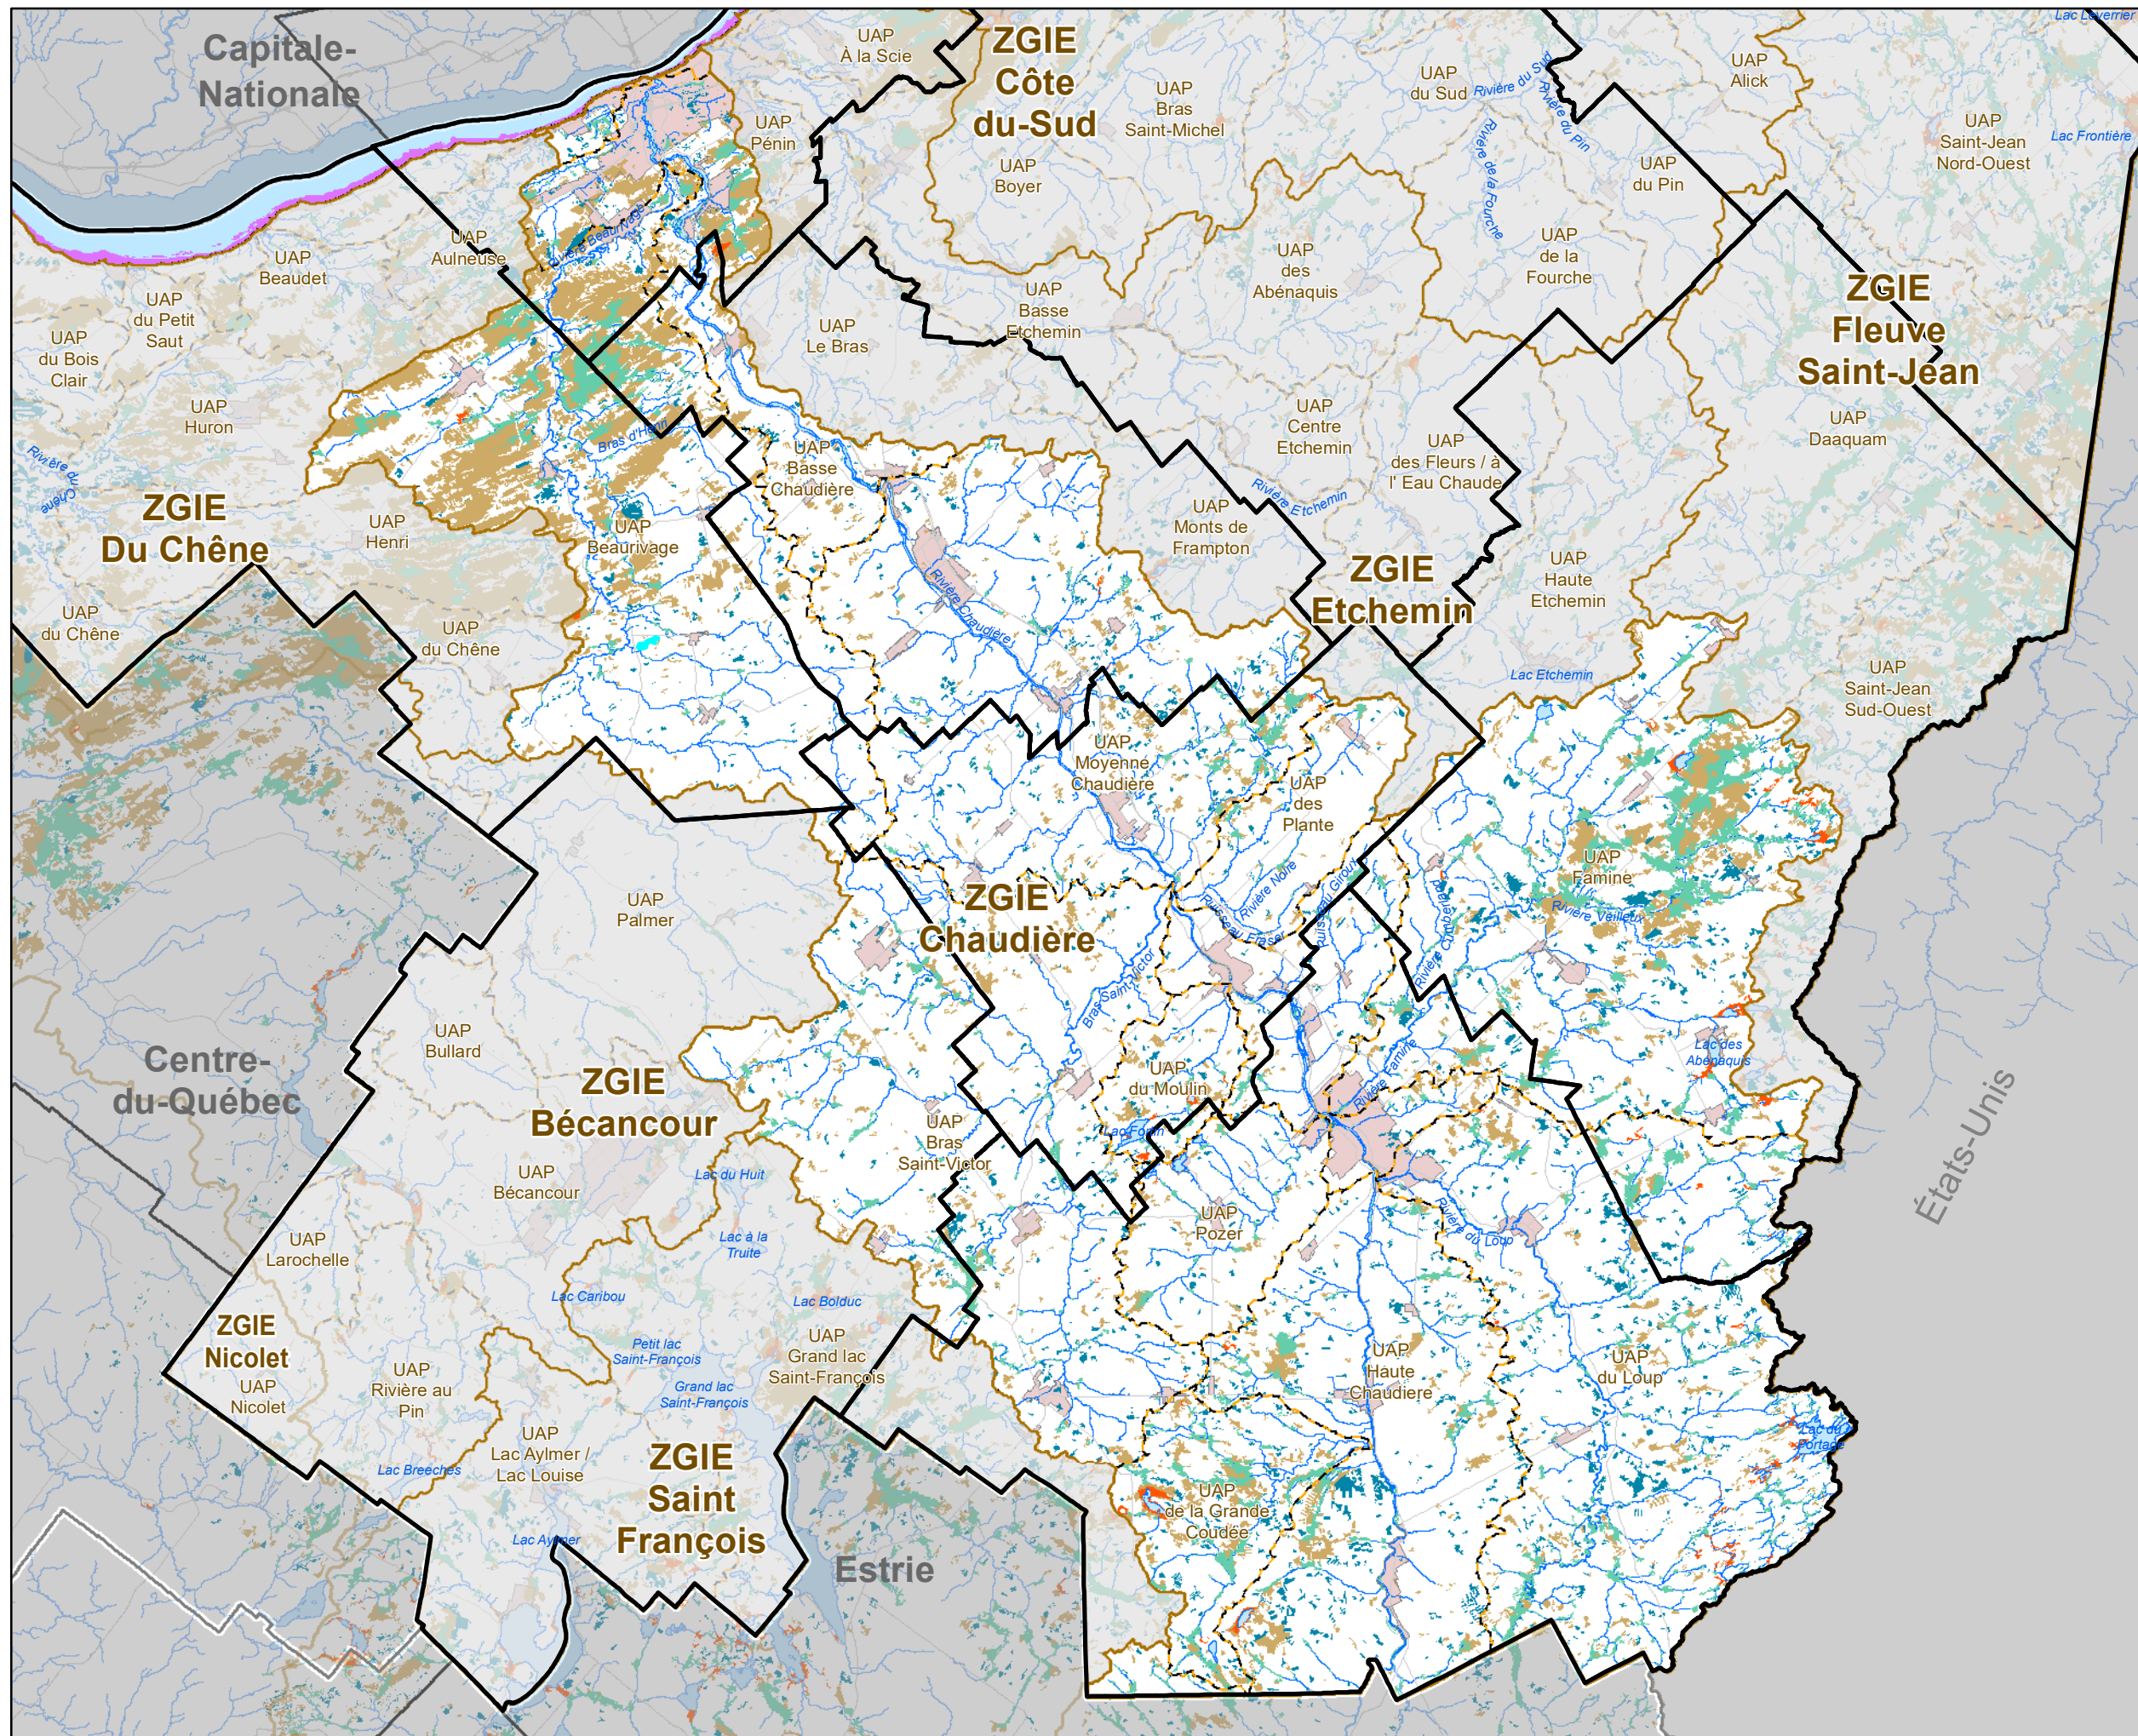 Capitale-
Nationale
UAP
À la Scie
ZGIE
Côte
du-Sud
UAP
Bras
Saint-Michel
UAP
du Sud
Rivière du Sud
Rivière du Pin
UAP
Alick
Lac Leverrier
UAP
Saint-Jean
Nord-Ouest
Lac Frontière
UAP
Pénin
UAP
Boyer
Rivière de la Fourche
UAP
du Pin
UAP
Aulneuse
UAP
Beaudet
Rivière Beaurivage
UAP
des
Abénaquis
UAP
de la
Fourche
UAP
du Petit
Saut
UAP
Basse
Etchemin
ZGIE
Fleuve
Saint-Jean
UAP
du Bois
Clair
UAP
Le Bras
UAP
Huron
UAP
Centre
Etchemin
UAP
Daaquam
Bras d'Henri
UAP
Basse
Chaudière
UAP
des Fleurs / à
l' Eau Chaude
Rivière du
Chêne
ZGIE
Du Chêne
UAP
Henri
UAP
Beaurivage
UAP
Monts de
Frampton
Rivière Etchemin
Rivière Chaudière
ZGIE
Etchemin
UAP
Haute
Etchemin
UAP
du Chêne
UAP
du Chêne
Lac Etchemin
UAP
Saint-Jean
Sud-Ouest
UAP
Moyenne
Chaudière
UAP
des
Plante
UAP
Famine
UAP
Palmer
ZGIE
Chaudière
Rivière Noire
Ruisseau Fraser
Ruisseau Giroux
Rivière Cumberland
Rivière Veilleux
Bras Saint-Victor
UAP
Bullard
Centre-
du-Québec
ZGIE
Bécancour
UAP
du Moulin
Rivière Famine
Lac des
Abénaquis
États-Unis
UAP
Bras
Saint-Victor
Lac Fortin
UAP
Bécancour
Lac du Huit
UAP
Pozer
Rivière du Loup
UAP
Larochelle
Lac à la
Truite
Lac Caribou
Lac Bolduc
ZGIE
Nicolet
UAP
Nicolet
UAP
Rivière au
Pin
Petit lac
Saint-François
Grand lac
Saint-François
UAP
Grand lac
Saint-François
UAP
Haute
Chaudiere
UAP
du Loup
Lac du
Portage
UAP
Lac Aylmer /
Lac Louise
Lac Breeches
ZGIE
Saint
François
UAP
de la Grande
Coudée
Lac Aylmer
Estrie